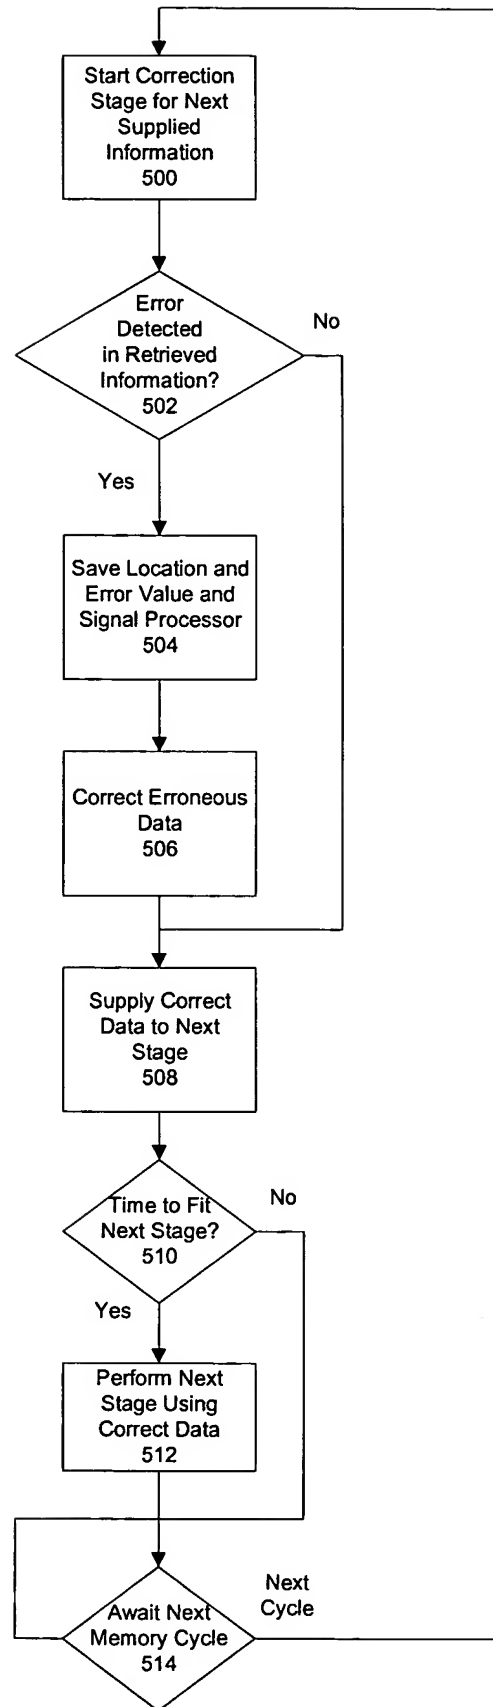 Start Correction
Stage for Next
Supplied
Information
500
Error
Detected
in Retrieved
Information?
502
No
Yes
Save Location and
Error Value and
Signal Processor
504
Correct Erroneous
Data
506
Supply Correct
Data to Next
Stage
508
Time to Fit
Next Stage?
510
No
Yes
Perform Next
Stage Using
Correct Data
512
Await Next
Memory Cycle
514
Next
Cycle